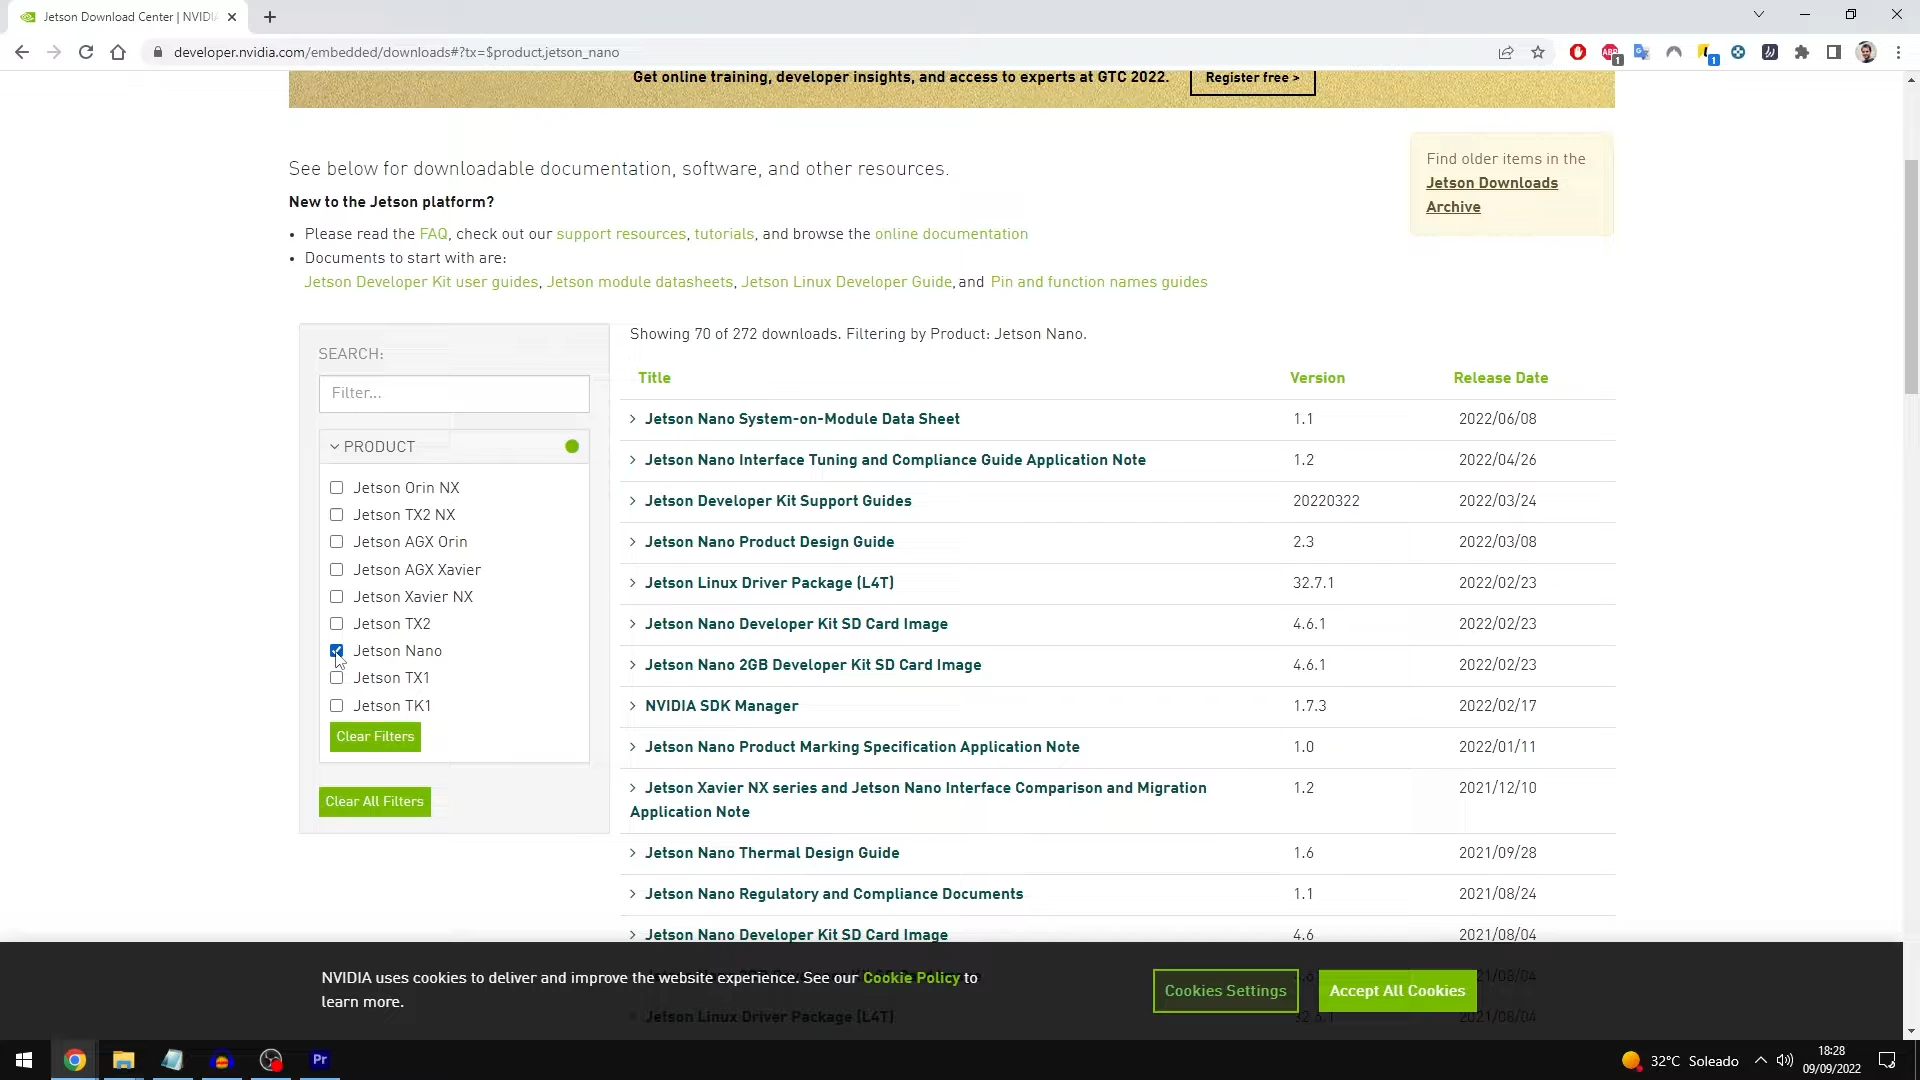 Jetson Download Center | NVIDIA
developer.nvidia.com/embedded/downloads#?tx=$product,jetson_nano
Get online training, developer insights, and access to experts at GTC 2022.
Register free >
See below for downloadable documentation, software, and other resources.
Find older items in the
Jetson Downloads
Archive
New to the Jetson platform?
• Please read the FAQ, check out our support resources, tutorials, and browse the online documentation
• Documents to start with are:
Jetson Developer Kit user guides, Jetson module datasheets, Jetson Linux Developer Guide, and Pin and function names guides
SEARCH:
Filter...
PRODUCT
Jetson Orin NX
Jetson TX2 NX
Jetson AGX Orin
Jetson AGX Xavier
Jetson Xavier NX
Jetson TX2
Jetson Nano
Jetson TX1
Jetson TK1
Clear Filters
Clear All Filters
Showing 70 of 272 downloads. Filtering by Product: Jetson Nano.
Title Version Release Date
> Jetson Nano System-on-Module Data Sheet 1.1 2022/06/08
> Jetson Nano Interface Tuning and Compliance Guide Application Note 1.2 2022/04/26
> Jetson Developer Kit Support Guides 20220322 2022/03/24
> Jetson Nano Product Design Guide 2.3 2022/03/08
> Jetson Linux Driver Package (L4T) 32.7.1 2022/02/23
> Jetson Nano Developer Kit SD Card Image 4.6.1 2022/02/23
> Jetson Nano 2GB Developer Kit SD Card Image 4.6.1 2022/02/23
> NVIDIA SDK Manager 1.7.3 2022/02/17
> Jetson Nano Product Marking Specification Application Note 1.0 2022/01/11
> Jetson Xavier NX series and Jetson Nano Interface Comparison and Migration 1.2 2021/12/10
Application Note
> Jetson Nano Thermal Design Guide 1.6 2021/09/28
> Jetson Nano Regulatory and Compliance Documents 1.1 2021/08/24
> Jetson Nano Developer Kit SD Card Image 4.6 2021/08/04
NVIDIA uses cookies to deliver and improve the website experience. See our Cookie Policy to
learn more.
Cookies Settings
Accept All Cookies
Jetson Linux Driver Package (L4T) 32.6.1 2021/08/04
Pr
32°C Soleado
18:28
09/09/2022